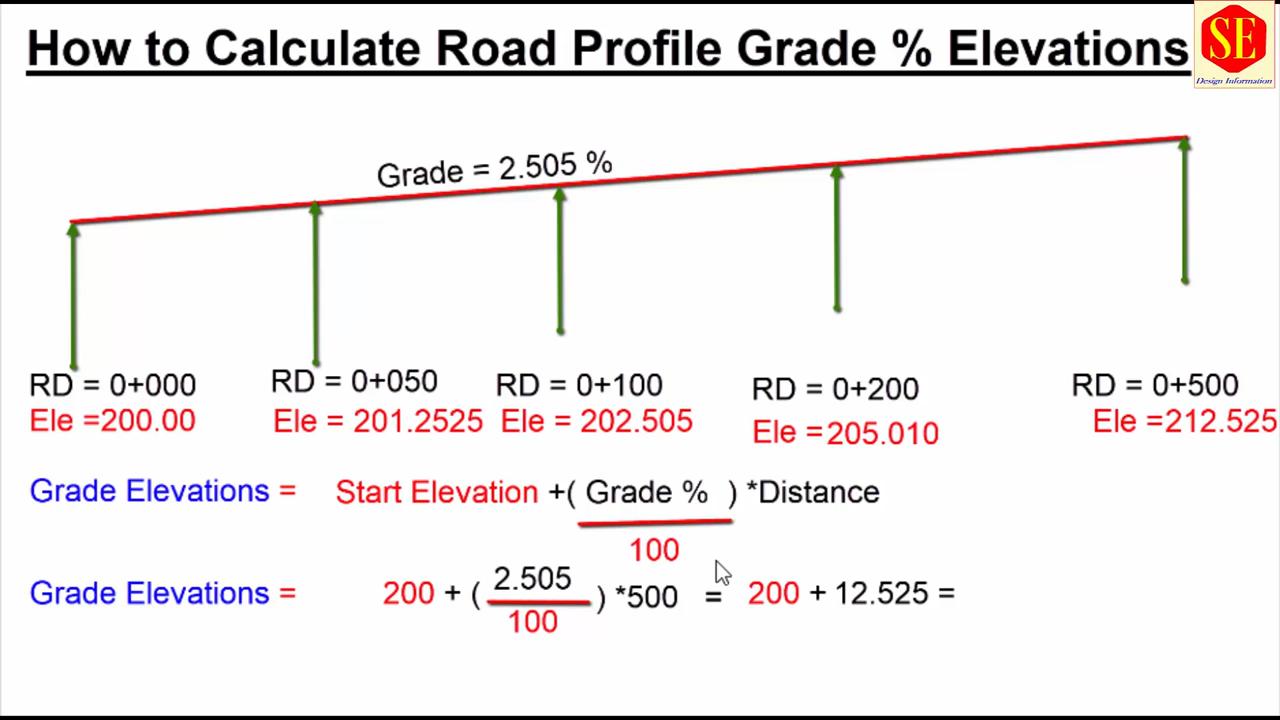 How to Calculate Road Profile Grade % Elevations
SE
Design Information
Grade = 2.505 %
RD = 0+000
Ele =200.00
RD = 0+050
Ele = 201.2525
RD = 0+100
Ele = 202.505
RD = 0+200
Ele =205.010
RD = 0+500
Ele =212.525
Grade Elevations = Start Elevation +( Grade % ) *Distance
100
Grade Elevations = 200 + ( 2.505 ) *500 = 200 + 12.525 =
100